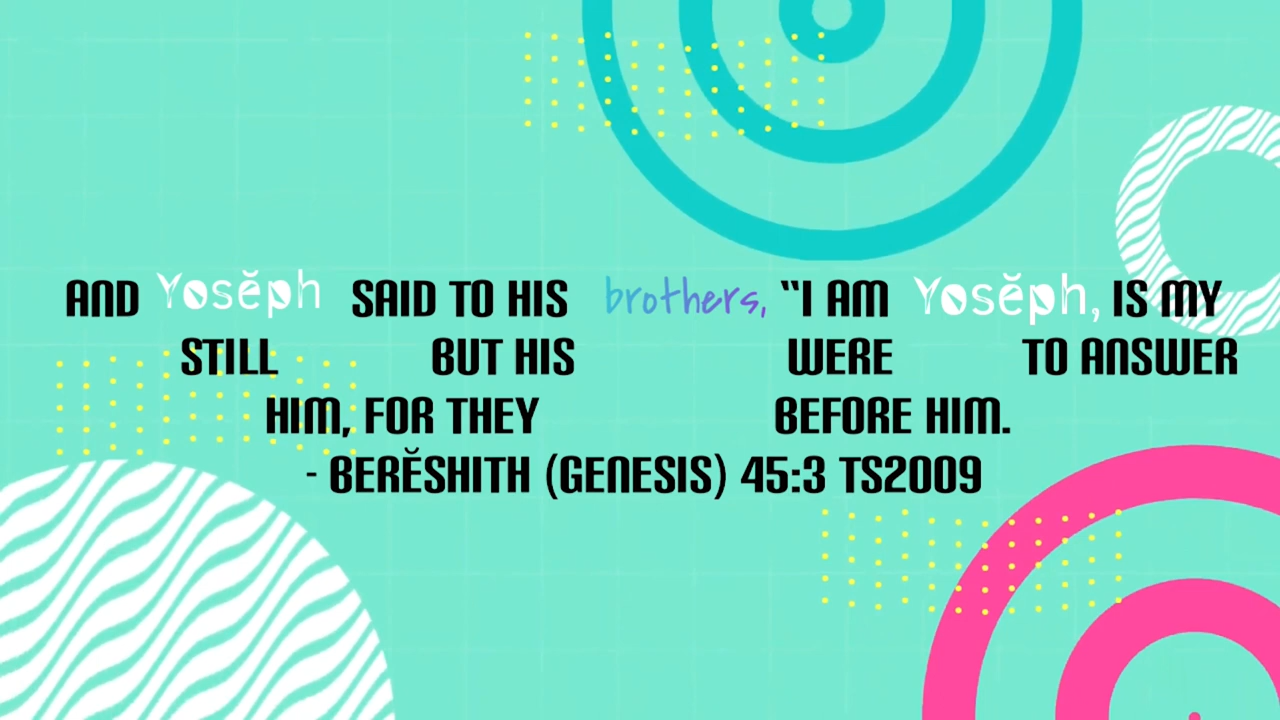 AND Yosĕph SAID TO HIS brothers, “I AM Yosĕph, IS MY
STILL BUT HIS WERE TO ANSWER
HIM, FOR THEY BEFORE HIM.
- BERĔSHITH (GENESIS) 45:3 TS2009